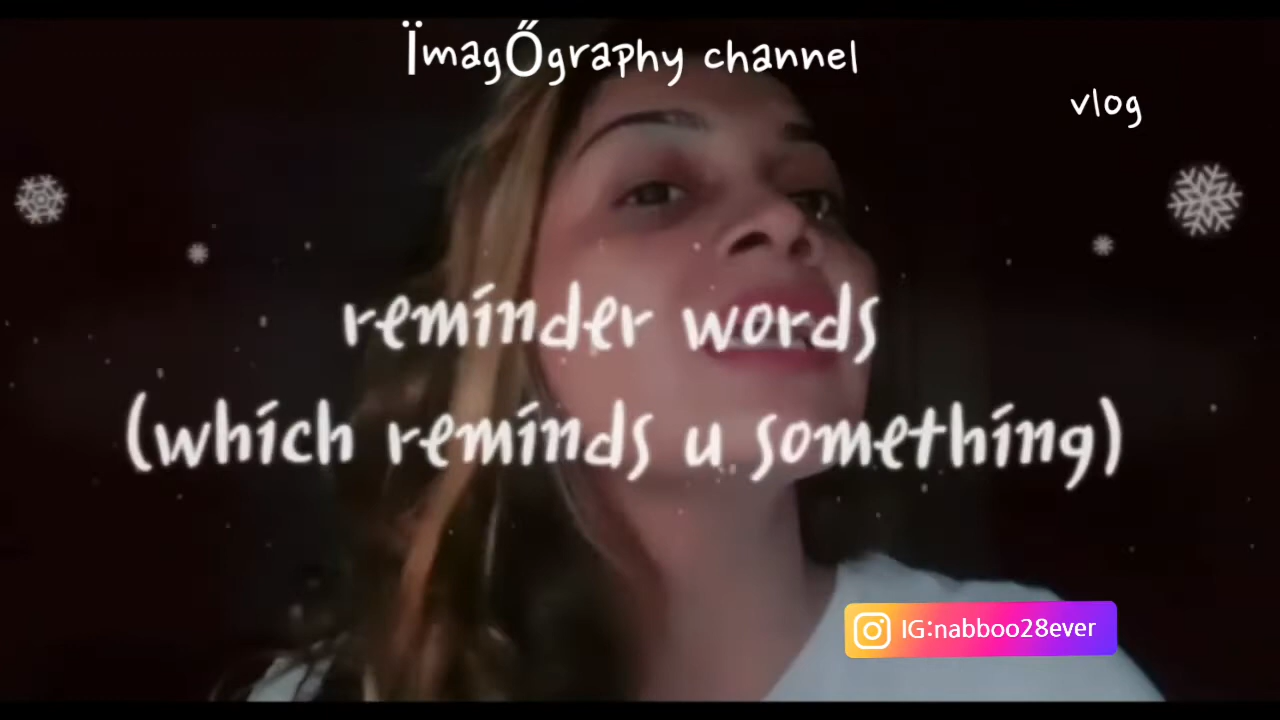 ÏmagŐgraphy channel
vlog
reminder words
(which reminds u something)
IG:nabboo28ever